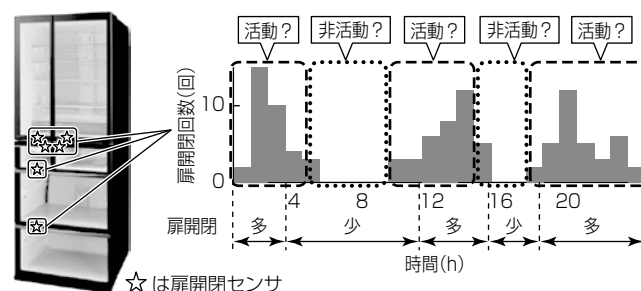 活動?
非活動?
活動?
非活動?
活動?
扉開閉回数(回)
10
0
4
8
12
16
20
扉開閉
多
少
多
少
多
時間(h)
☆は扉開閉センサ